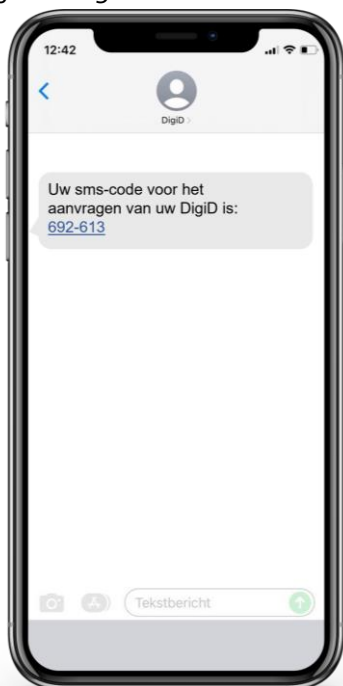 12:42
DigiD
Uw sms-code voor het
aanvragen van uw DigiD is:
692-613
Tekstbericht